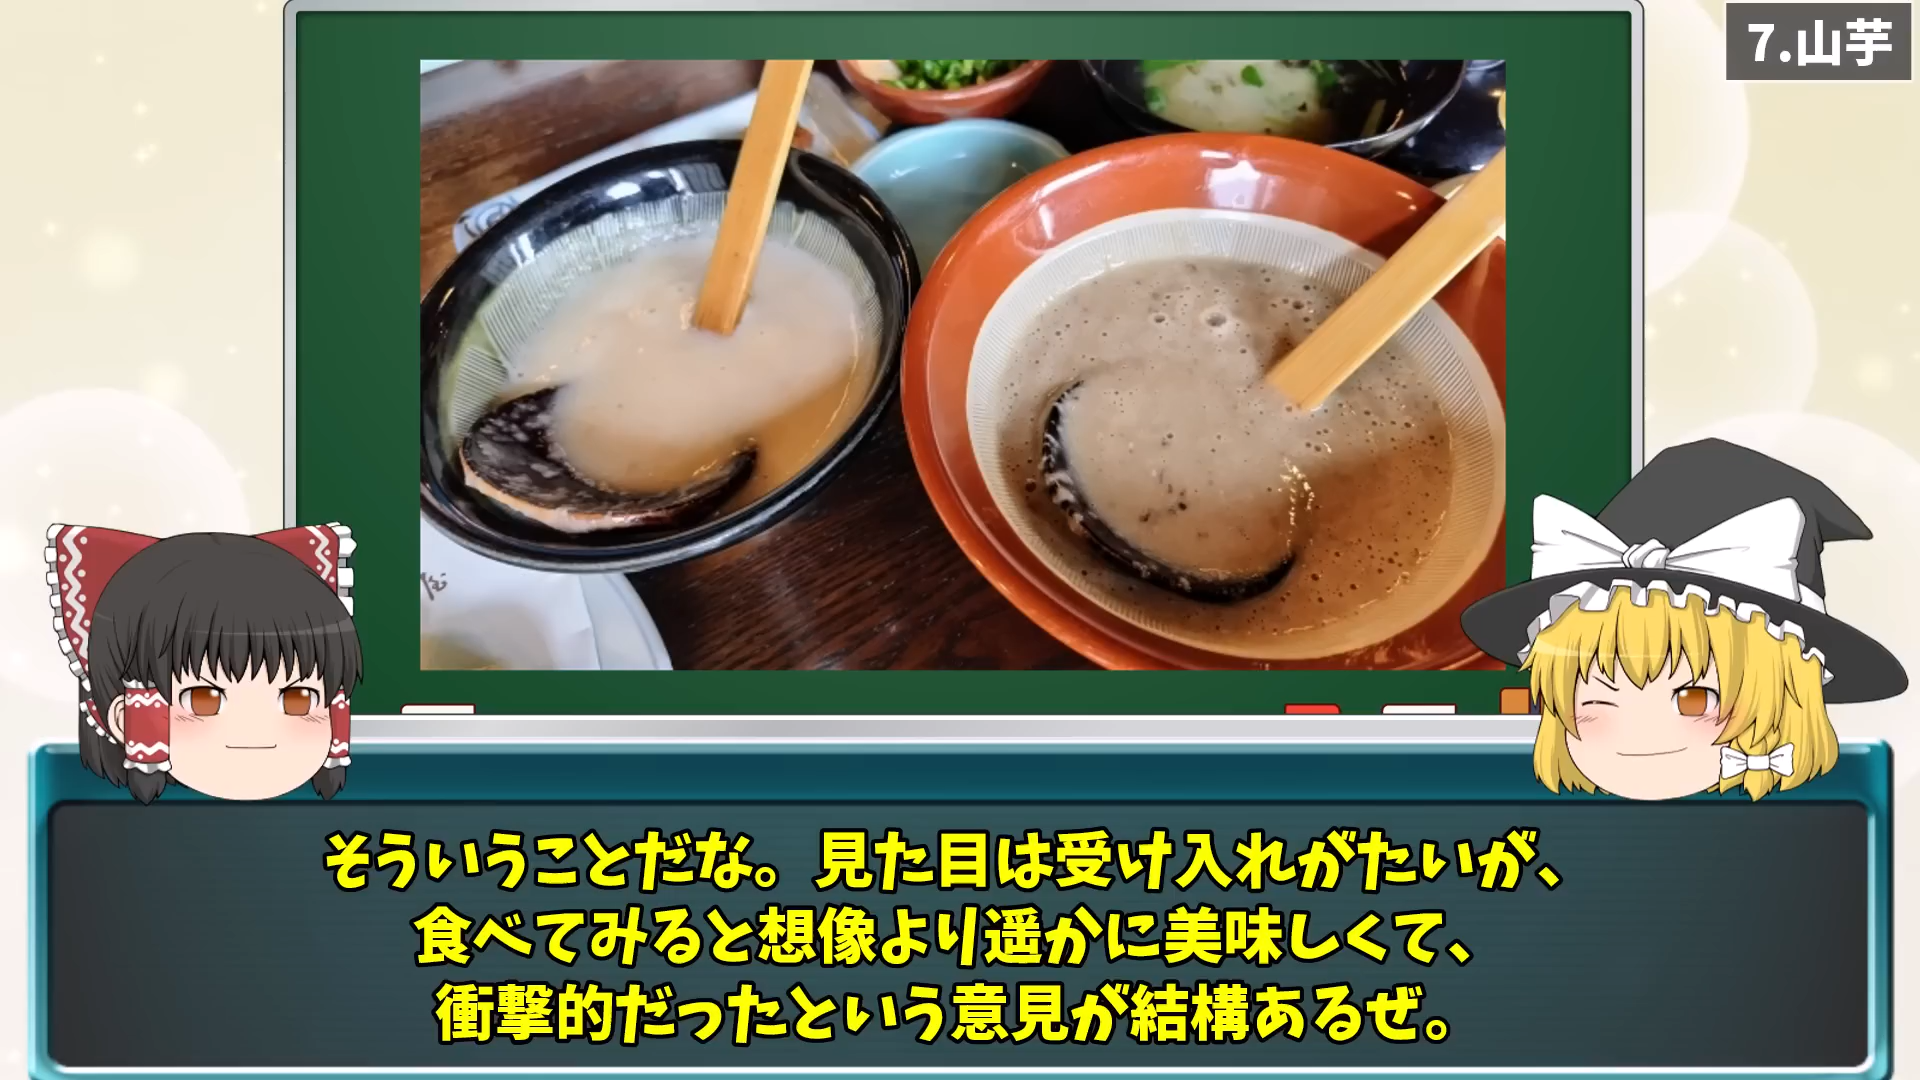 7.山芋
そういうことだな。見た目は受け入れがたいが、
食べてみると想像より遥かに美味しくて、
衝撃的だったという意見が結構あるぜ。